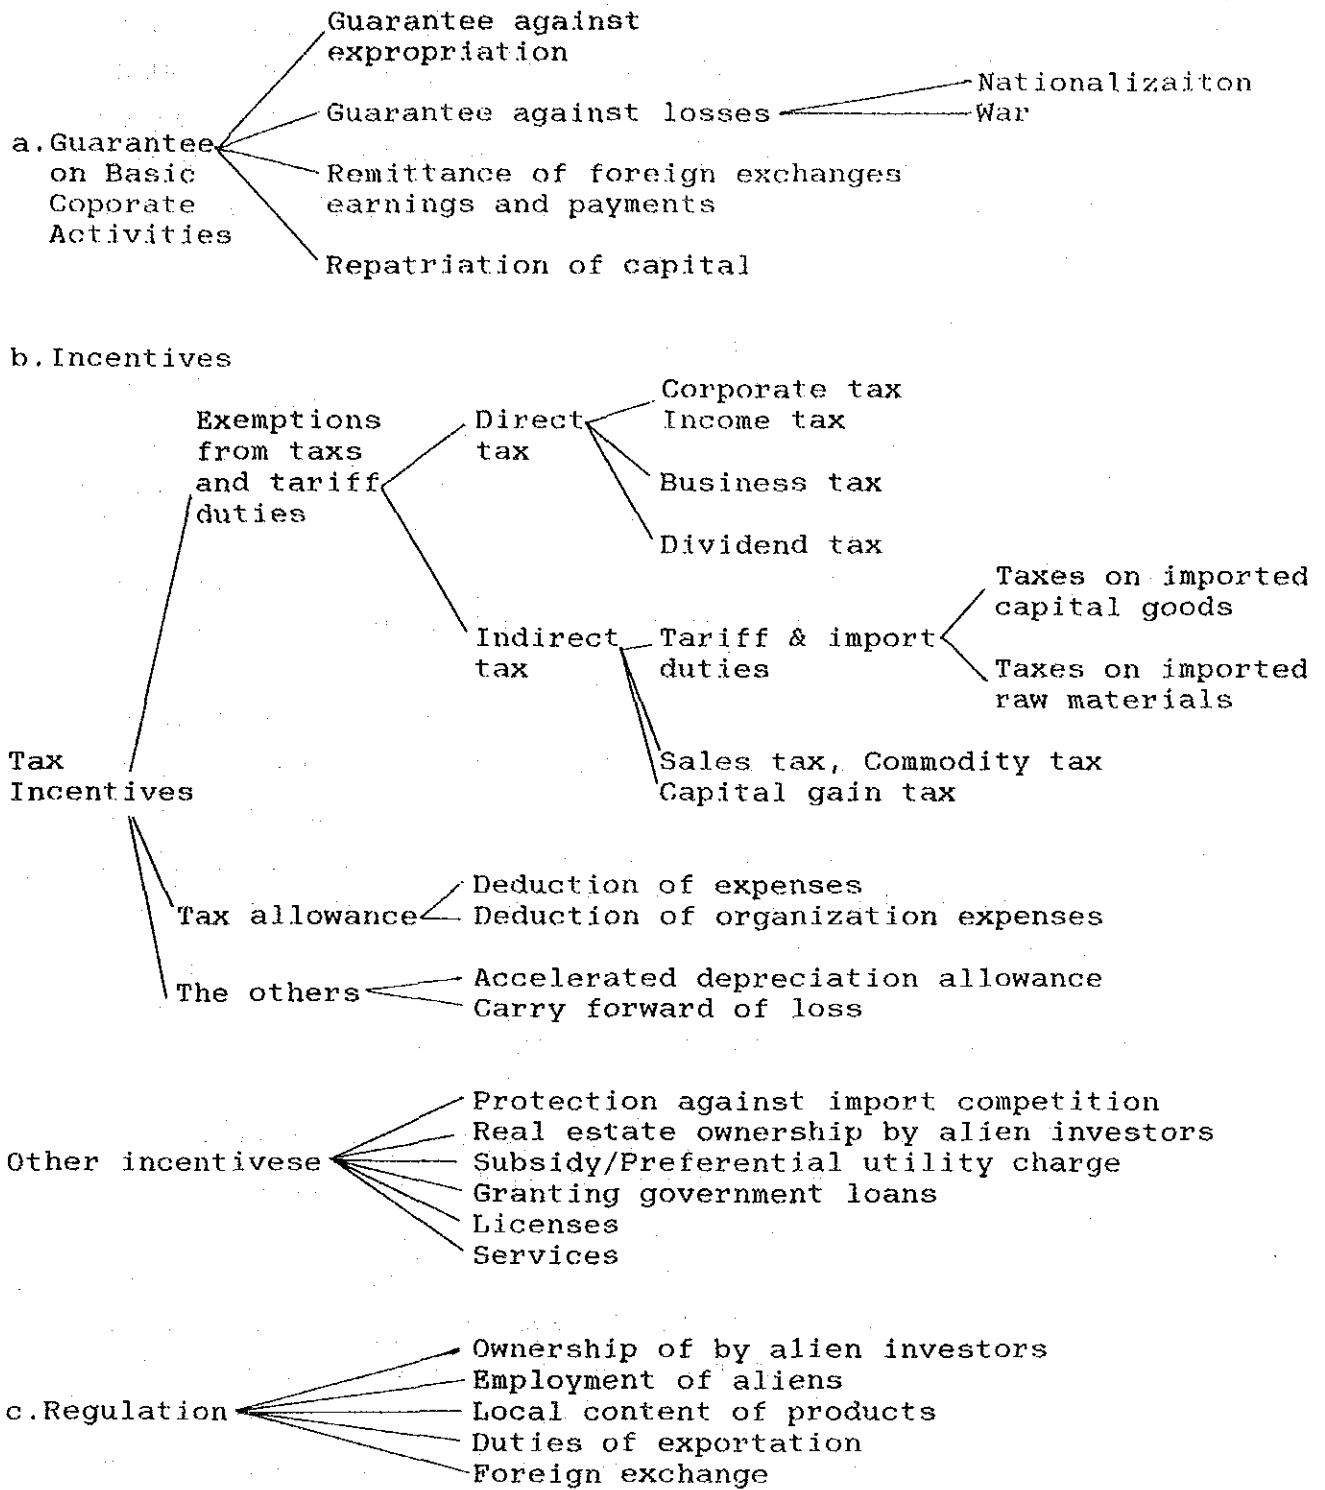 Guarantee against
expropriation
Guarantee against losses
Nationalizaiton
War
a.Guarantee
on Basic
Coporate
Activities
Remittance of foreign exchanges
earnings and payments
Repatriation of capital
b.Incentives
Exemptions
from taxs
and tariff
duties
Direct
tax
Corporate tax
Income tax
Business tax
Dividend tax
Indirect
tax
Tariff & import
duties
Taxes on imported
capital goods
Taxes on imported
raw materials
Sales tax, Commodity tax
Capital gain tax
Tax
Incentives
Tax allowance
Deduction of expenses
Deduction of organization expenses
The others
Accelerated depreciation allowance
Carry forward of loss
Other incentivese
Protection against import competition
Real estate ownership by alien investors
Subsidy/Preferential utility charge
Granting government loans
Licenses
Services
c.Regulation
Ownership of by alien investors
Employment of aliens
Local content of products
Duties of exportation
Foreign exchange